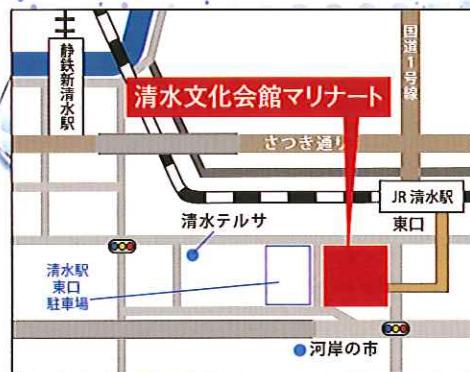 静鉄新清水駅
国道1号線
清水文化会館マリナート
さつき通り
JR 清水駅
東口
清水テルサ
清水駅
東口
駐車場
河岸の市